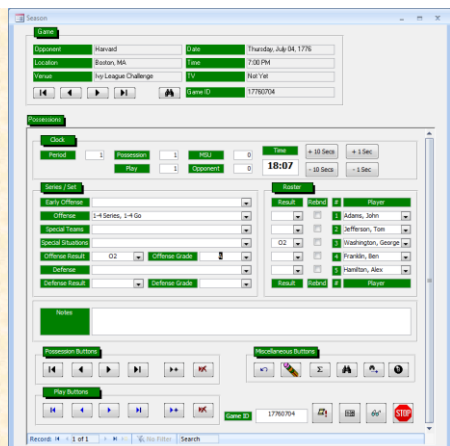 Season
Game
Opponent Harvard Date Thursday, July 04, 1776
Location Boston, MA Time 7:00 PM
Venue Ivy League Challenge TV Not Yet
Game ID 17760704
Possessions
Clock
Period 1 Possession 1 MSU 0 Time + 10 Secs + 1 Sec
Play 1 Opponent 0 18:07 - 10 Secs - 1 Sec
Series / Set Roster
Early Offense Result Rebnd # Player
Offense 1-4 Series, 1-4 Go 1 Adams, John
Special Teams 2 Jefferson, Tom
Special Situations O2 3 Washington, George
Offense Result O2 Offense Grade 4 Franklin, Ben
Defense 5 Hamilton, Alex
Defense Result Defense Grade Result Rebnd # Player
Notes
Possession Buttons Miscellaneous Buttons
Σ
Play Buttons
Game ID 17760704 STOP
Record: 1 of 1 No Filter Search